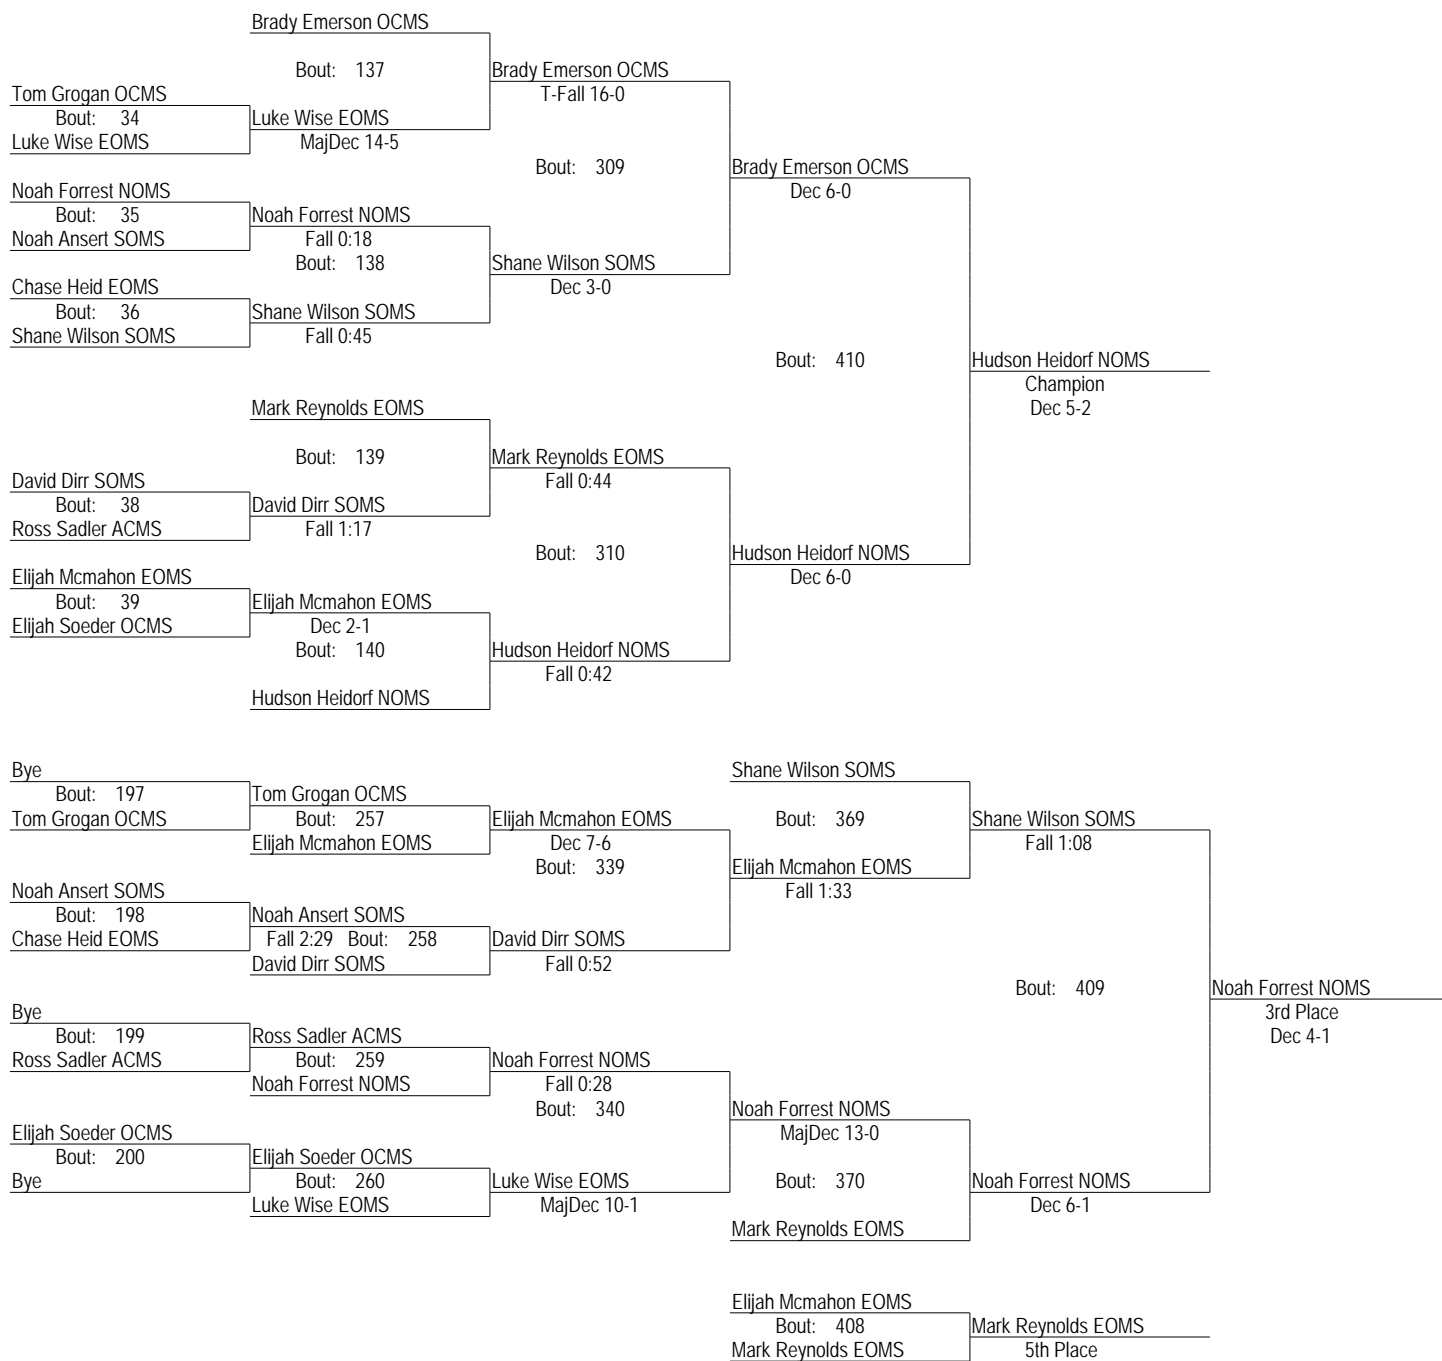 Brady Emerson OCMS
Bout: 137 Brady Emerson OCMS
Tom Grogan OCMS T-Fall 16-0
Bout: 34 Luke Wise EOMS
Luke Wise EOMS MajDec 14-5
Bout: 309 Brady Emerson OCMS
Noah Forrest NOMS Dec 6-0
Bout: 35 Noah Forrest NOMS
Noah Ansert SOMS Fall 0:18
Bout: 138 Shane Wilson SOMS
Chase Heid EOMS Dec 3-0
Bout: 36 Shane Wilson SOMS
Shane Wilson SOMS Fall 0:45
Bout: 410 Hudson Heidorf NOMS
Champion
Mark Reynolds EOMS Dec 5-2
Bout: 139 Mark Reynolds EOMS
David Dirr SOMS Fall 0:44
Bout: 38 David Dirr SOMS
Ross Sadler ACMS Fall 1:17
Bout: 310 Hudson Heidorf NOMS
Elijah Mcmahon EOMS Dec 6-0
Bout: 39 Elijah Mcmahon EOMS
Elijah Soeder OCMS Dec 2-1
Bout: 140 Hudson Heidorf NOMS
Fall 0:42
Hudson Heidorf NOMS
Bye Shane Wilson SOMS
Bout: 197 Tom Grogan OCMS
Tom Grogan OCMS Bout: 257 Elijah Mcmahon EOMS Bout: 369 Shane Wilson SOMS
Elijah Mcmahon EOMS Dec 7-6 Fall 1:08
Bout: 339 Elijah Mcmahon EOMS
Noah Ansert SOMS Fall 1:33
Bout: 198 Noah Ansert SOMS
Chase Heid EOMS Fall 2:29 Bout: 258 David Dirr SOMS
David Dirr SOMS Fall 0:52
Bout: 409 Noah Forrest NOMS
Bye 3rd Place
Bout: 199 Ross Sadler ACMS Dec 4-1
Ross Sadler ACMS Bout: 259 Noah Forrest NOMS
Noah Forrest NOMS Fall 0:28
Bout: 340 Noah Forrest NOMS
Elijah Soeder OCMS MajDec 13-0
Bout: 200 Elijah Soeder OCMS
Bye Bout: 260 Luke Wise EOMS Bout: 370 Noah Forrest NOMS
Luke Wise EOMS MajDec 10-1 Dec 6-1
Mark Reynolds EOMS
Elijah Mcmahon EOMS
Bout: 408 Mark Reynolds EOMS
Mark Reynolds EOMS 5th Place